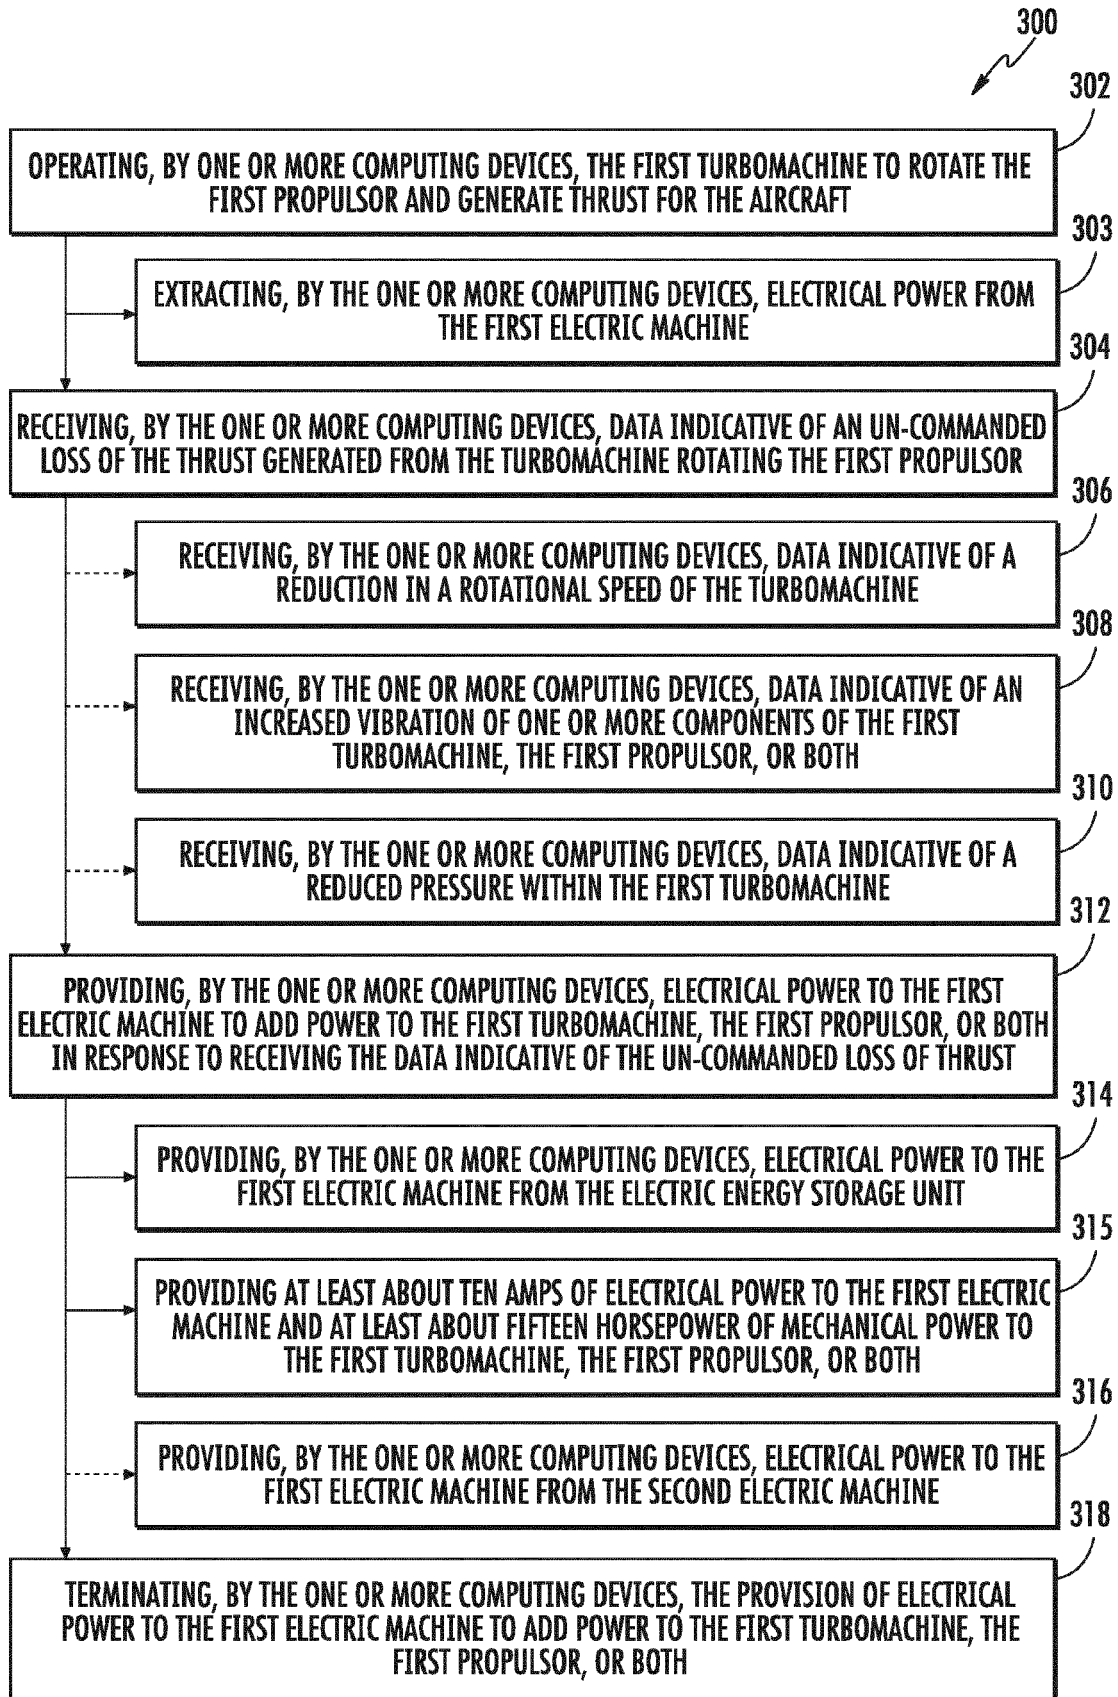 300
302
OPERATING, BY ONE OR MORE COMPUTING DEVICES, THE FIRST TURBOMACHINE TO ROTATE THE
FIRST PROPULSOR AND GENERATE THRUST FOR THE AIRCRAFT
303
EXTRACTING, BY THE ONE OR MORE COMPUTING DEVICES, ELECTRICAL POWER FROM
THE FIRST ELECTRIC MACHINE
304
RECEIVING, BY THE ONE OR MORE COMPUTING DEVICES, DATA INDICATIVE OF AN UN-COMMANDED
LOSS OF THE THRUST GENERATED FROM THE TURBOMACHINE ROTATING THE FIRST PROPULSOR
306
RECEIVING, BY THE ONE OR MORE COMPUTING DEVICES, DATA INDICATIVE OF A
REDUCTION IN A ROTATIONAL SPEED OF THE TURBOMACHINE
308
RECEIVING, BY THE ONE OR MORE COMPUTING DEVICES, DATA INDICATIVE OF AN
INCREASED VIBRATION OF ONE OR MORE COMPONENTS OF THE FIRST
TURBOMACHINE, THE FIRST PROPULSOR, OR BOTH
310
RECEIVING, BY THE ONE OR MORE COMPUTING DEVICES, DATA INDICATIVE OF A
REDUCED PRESSURE WITHIN THE FIRST TURBOMACHINE
312
PROVIDING, BY THE ONE OR MORE COMPUTING DEVICES, ELECTRICAL POWER TO THE FIRST
ELECTRIC MACHINE TO ADD POWER TO THE FIRST TURBOMACHINE, THE FIRST PROPULSOR, OR BOTH
IN RESPONSE TO RECEIVING THE DATA INDICATIVE OF THE UN-COMMANDED LOSS OF THRUST
314
PROVIDING, BY THE ONE OR MORE COMPUTING DEVICES, ELECTRICAL POWER TO THE
FIRST ELECTRIC MACHINE FROM THE ELECTRIC ENERGY STORAGE UNIT
315
PROVIDING AT LEAST ABOUT TEN AMPS OF ELECTRICAL POWER TO THE FIRST ELECTRIC
MACHINE AND AT LEAST ABOUT FIFTEEN HORSEPOWER OF MECHANICAL POWER TO
THE FIRST TURBOMACHINE, THE FIRST PROPULSOR, OR BOTH
316
PROVIDING, BY THE ONE OR MORE COMPUTING DEVICES, ELECTRICAL POWER TO THE
FIRST ELECTRIC MACHINE FROM THE SECOND ELECTRIC MACHINE
318
TERMINATING, BY THE ONE OR MORE COMPUTING DEVICES, THE PROVISION OF ELECTRICAL
POWER TO THE FIRST ELECTRIC MACHINE TO ADD POWER TO THE FIRST TURBOMACHINE, THE
FIRST PROPULSOR, OR BOTH